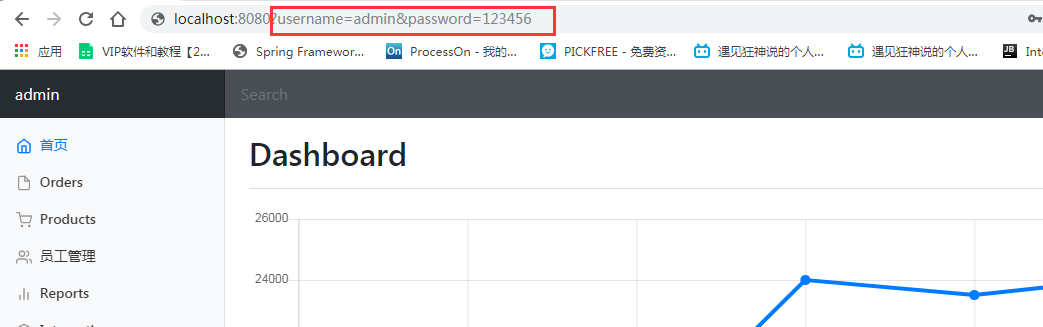 localhost:8080?username=admin&password=123456
应用 VIP软件和教程【2... Spring Framewor... ProcessOn - 我的... PICKFREE - 免费资... 遇见狂神说的个人... 遇见狂神说的个人... Inte
admin Search
首页
Dashboard
Orders
Products
26000
员工管理
24000
Reports